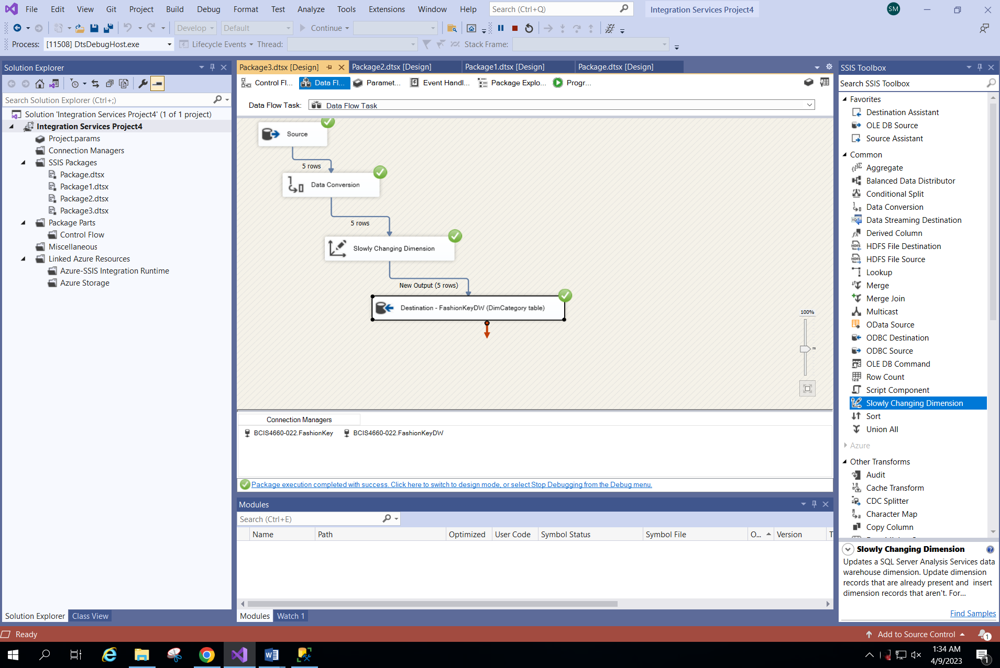 File Edit View Git Project Build Debug Format Test Analyze Tools Extensions Window Help Search (Ctrl+Q) Integration Services Project4 SM
Develop Default Continue
Process: [11508] DtsDebugHost.exe Lifecycle Events Thread: Stack Frame:
Solution Explorer
Search Solution Explorer (Ctrl+;)
Solution 'Integration Services Project4' (1 of 1 project)
Integration Services Project4
Project.params
Connection Managers
SSIS Packages
Package.dtsx
Package1.dtsx
Package2.dtsx
Package3.dtsx
Package Parts
Control Flow
Miscellaneous
Linked Azure Resources
Azure-SSIS Integration Runtime
Azure Storage
Solution Explorer Class View
Package3.dtsx [Design] Package2.dtsx [Design] Package1.dtsx [Design] Package.dtsx [Design]
Control Fl... Data Fl... Paramet... Event Handl... Package Explo... Progr...
Data Flow Task: Data Flow Task
Source
5 rows
Data Conversion
5 rows
Slowly Changing Dimension
New Output (5 rows)
Destination - FashionKeyDW (DimCategory table)
100%
Connection Managers
BCIS4660-022.FashionKey BCIS4660-022.FashionKeyDW
Package execution completed with success. Click here to switch to design mode, or select Stop Debugging from the Debug menu.
Modules
Search (Ctrl+E)
Name Path Optimized User Code Symbol Status Symbol File O... Version T
Modules Watch 1
SSIS Toolbox
Search SSIS Toolbox
Favorites
Destination Assistant
OLE DB Source
Source Assistant
Common
Aggregate
Balanced Data Distributor
Conditional Split
Data Conversion
Data Streaming Destination
Derived Column
HDFS File Destination
HDFS File Source
Lookup
Merge
Merge Join
Multicast
OData Source
ODBC Destination
ODBC Source
OLE DB Command
Row Count
Script Component
Slowly Changing Dimension
Sort
Union All
Azure
Other Transforms
Audit
Cache Transform
CDC Splitter
Character Map
Copy Column
Slowly Changing Dimension
Updates a SQL Server Analysis Services data
warehouse dimension. Update dimension
records that are already present and insert
dimension records that aren't. For...
Find Samples
Ready Add to Source Control 1
1:34 AM
4/9/2023
1